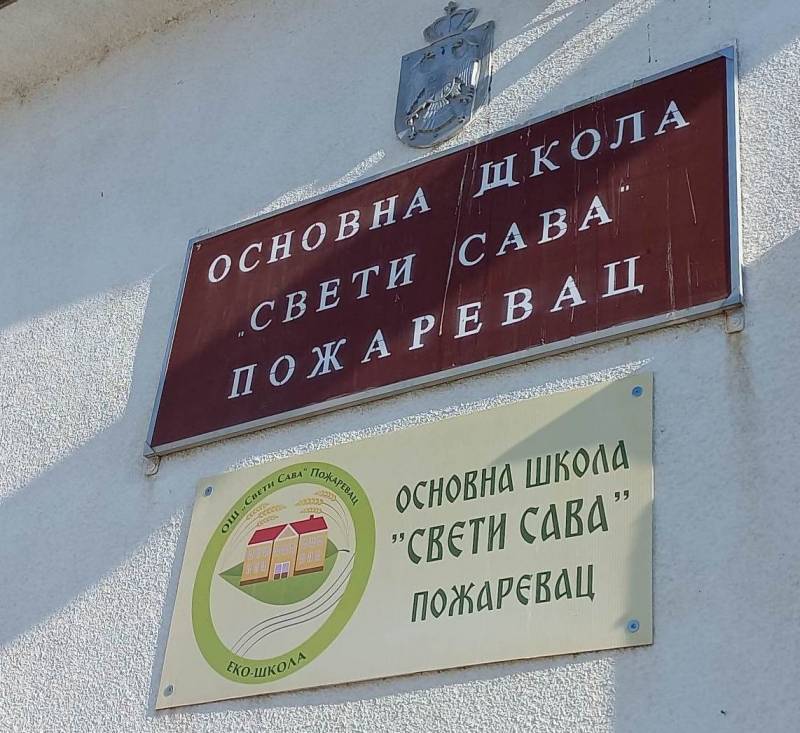 ОСНОВНА ЩКОЛА
„СВЕТИ САВА"
ПОЖАРЕВАЦ
ОШ „Свети Сава" Пожаревац
ЕКО-ШКОЛА
ОСНОВНА ШКОЛА
"СВЕТИ САВА"
ПОЖАРЕВАЦ